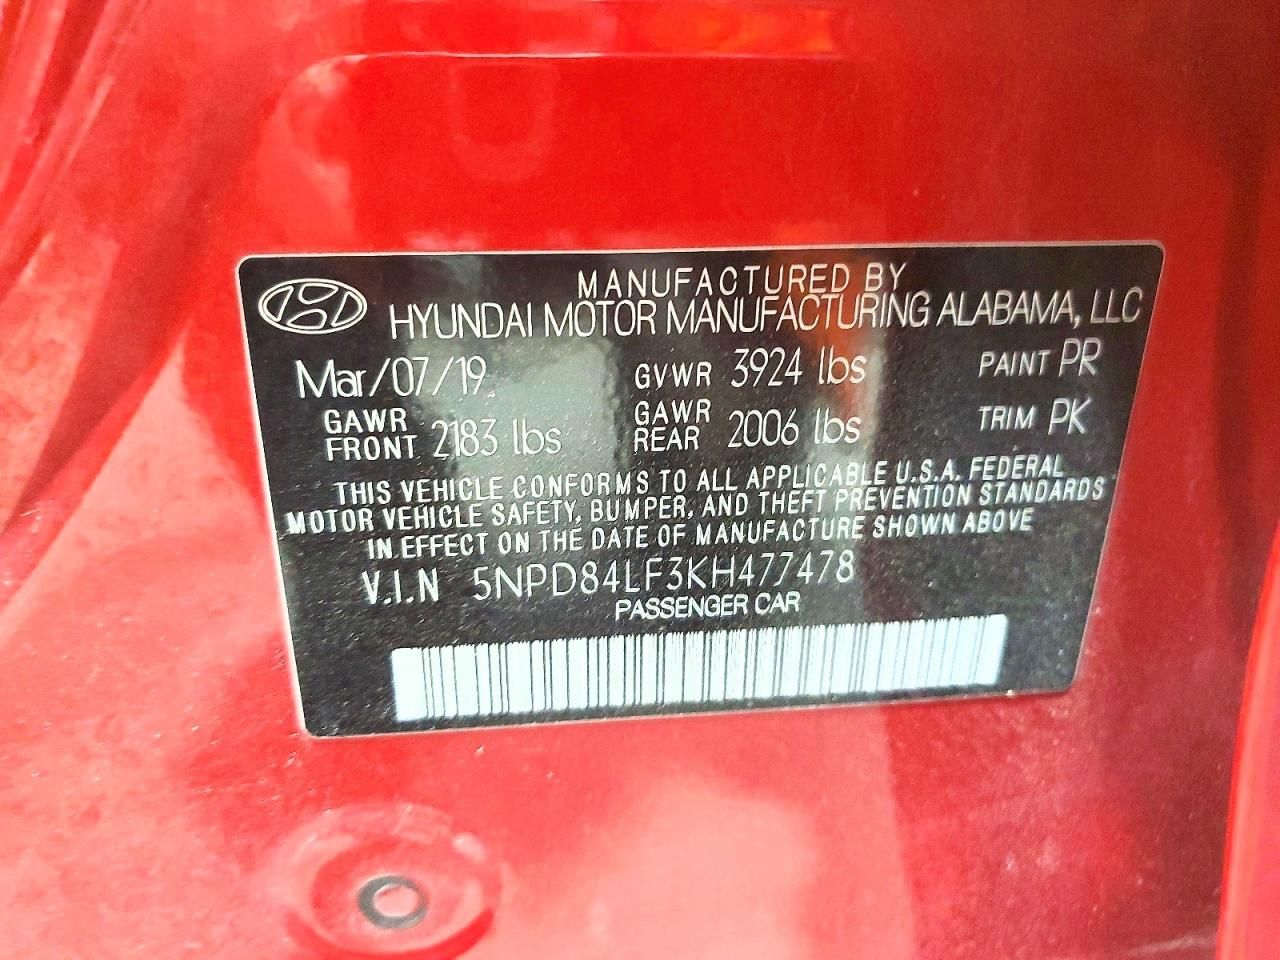 MANUFACTURED BY
HYUNDAI MOTOR MANUFACTURING ALABAMA, LLC
Mar/07/19 GVWR 3924 lbs PAINT PR
GAWR FRONT 2183 lbs GAWR REAR 2006 lbs TRIM PK
THIS VEHICLE CONFORMS TO ALL APPLICABLE U.S.A. FEDERAL
MOTOR VEHICLE SAFETY, BUMPER, AND THEFT PREVENTION STANDARDS
IN EFFECT ON THE DATE OF MANUFACTURE SHOWN ABOVE
V.I.N 5NPD84LF3KH477478
PASSENGER CAR